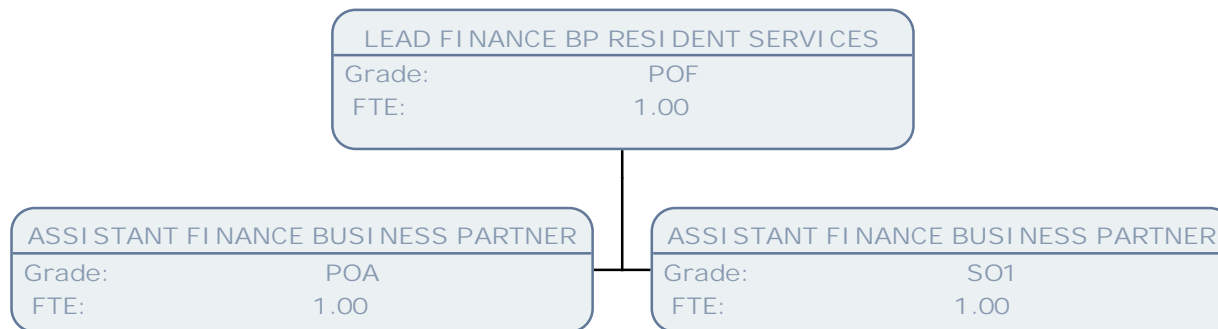 LEAD FINANCE BP RESIDENT SERVICES
Grade: POF
FTE: 1.00
ASSISTANT FINANCE BUSINESS PARTNER
Grade: POA
FTE: 1.00
ASSISTANT FINANCE BUSINESS PARTNER
Grade: SO1
FTE: 1.00